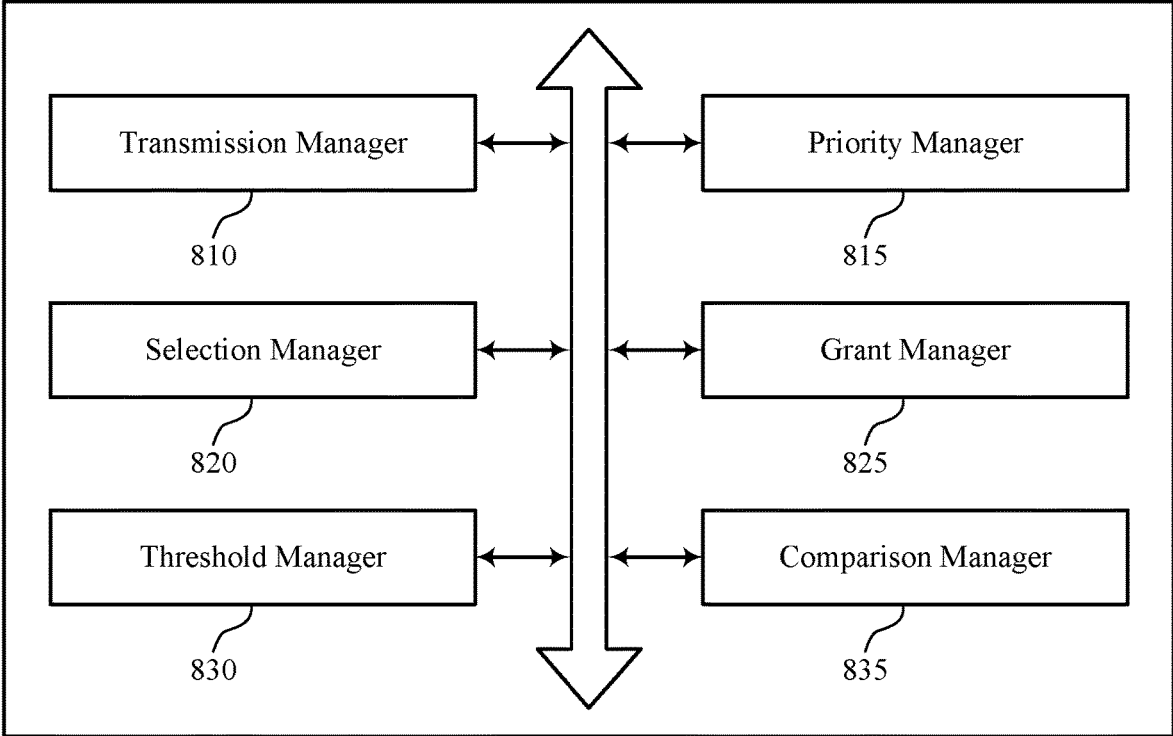 Transmission Manager
Priority Manager
810
815
Selection Manager
Grant Manager
820
825
Threshold Manager
Comparison Manager
830
835